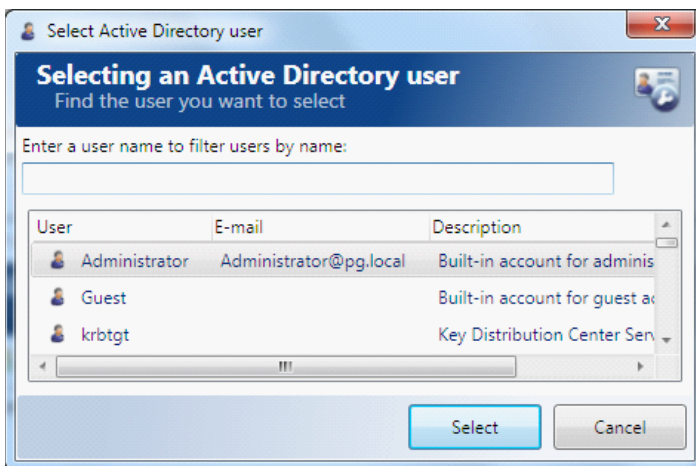 Select Active Directory user
Selecting an Active Directory user
Find the user you want to select
Enter a user name to filter users by name:
User E-mail Description
Administrator Administrator@pg.local Built-in account for adminis
Guest Built-in account for guest
krbtgt Key Distribution Center Serv
Select Cancel